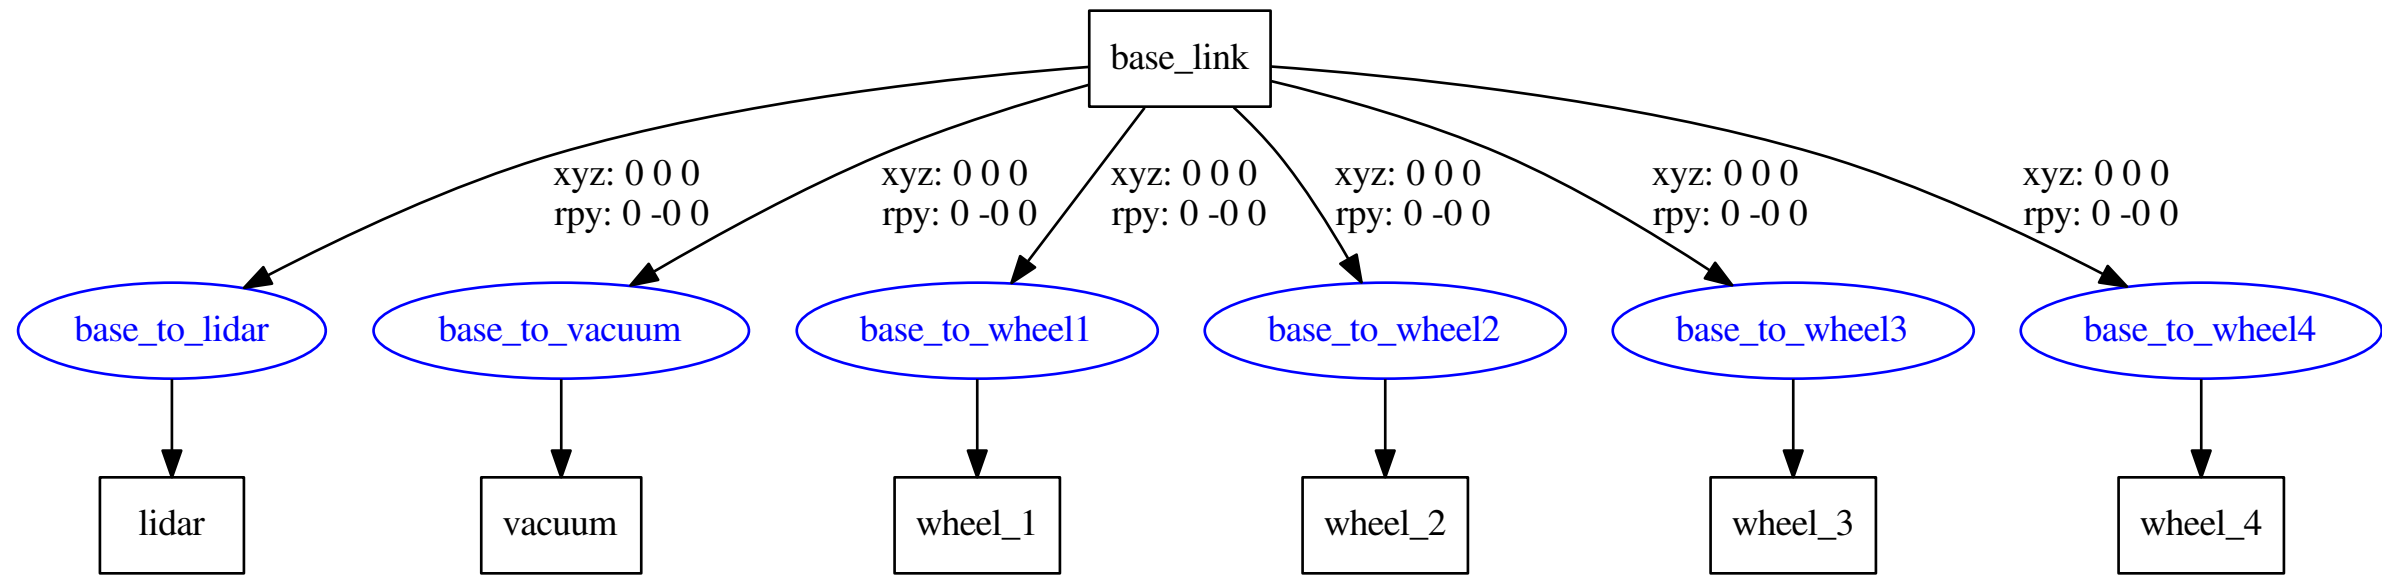 base_link
xyz: 0 0 0
rpy: 0 -0 0
xyz: 0 0 0
rpy: 0 -0 0
xyz: 0 0 0
rpy: 0 -0 0
xyz: 0 0 0
rpy: 0 -0 0
xyz: 0 0 0
rpy: 0 -0 0
xyz: 0 0 0
rpy: 0 -0 0
base_to_lidar
base_to_vacuum
base_to_wheel1
base_to_wheel2
base_to_wheel3
base_to_wheel4
lidar
vacuum
wheel_1
wheel_2
wheel_3
wheel_4